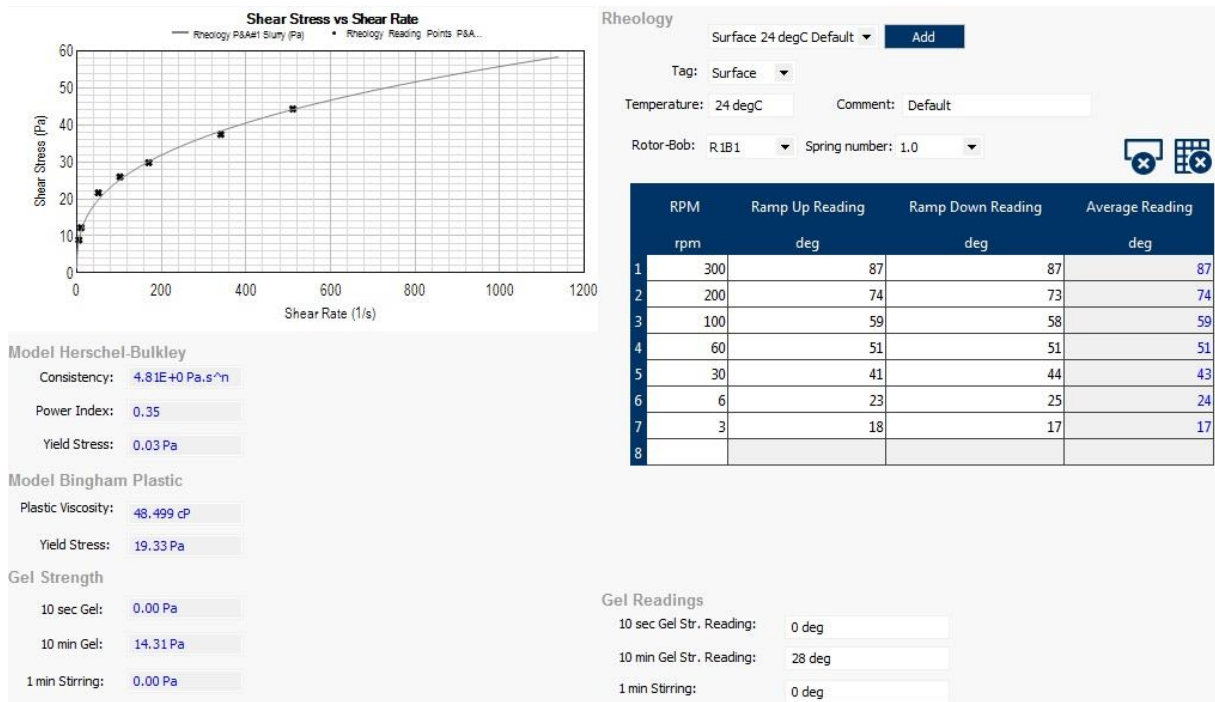 Shear Stress vs Shear Rate
Rheology P&A#1 Slurry (Pa) Rheology Reading Points P&A...
60
50
40
30
20
10
0
Shear Stress (Pa)
0 200 400 600 800 1000 1200
Shear Rate (1/s)
Model Herschel-Bulkley
Consistency: 4.81E+0 Pa.s^n
Power Index: 0.35
Yield Stress: 0.03 Pa
Model Bingham Plastic
Plastic Viscosity: 48.499 cP
Yield Stress: 19.33 Pa
Gel Strength
10 sec Gel: 0.00 Pa
10 min Gel: 14.31 Pa
1 min Stirring: 0.00 Pa
Rheology
Surface 24 degC Default Add
Tag: Surface
Temperature: 24 degC Comment: Default
Rotor-Bob: R1B1 Spring number: 1.0
RPM Ramp Up Reading Ramp Down Reading Average Reading
rpm deg deg deg
1 300 87 87 87
2 200 74 73 74
3 100 59 58 59
4 60 51 51 51
5 30 41 44 43
6 6 23 25 24
7 3 18 17 17
8
Gel Readings
10 sec Gel Str. Reading: 0 deg
10 min Gel Str. Reading: 28 deg
1 min Stirring: 0 deg